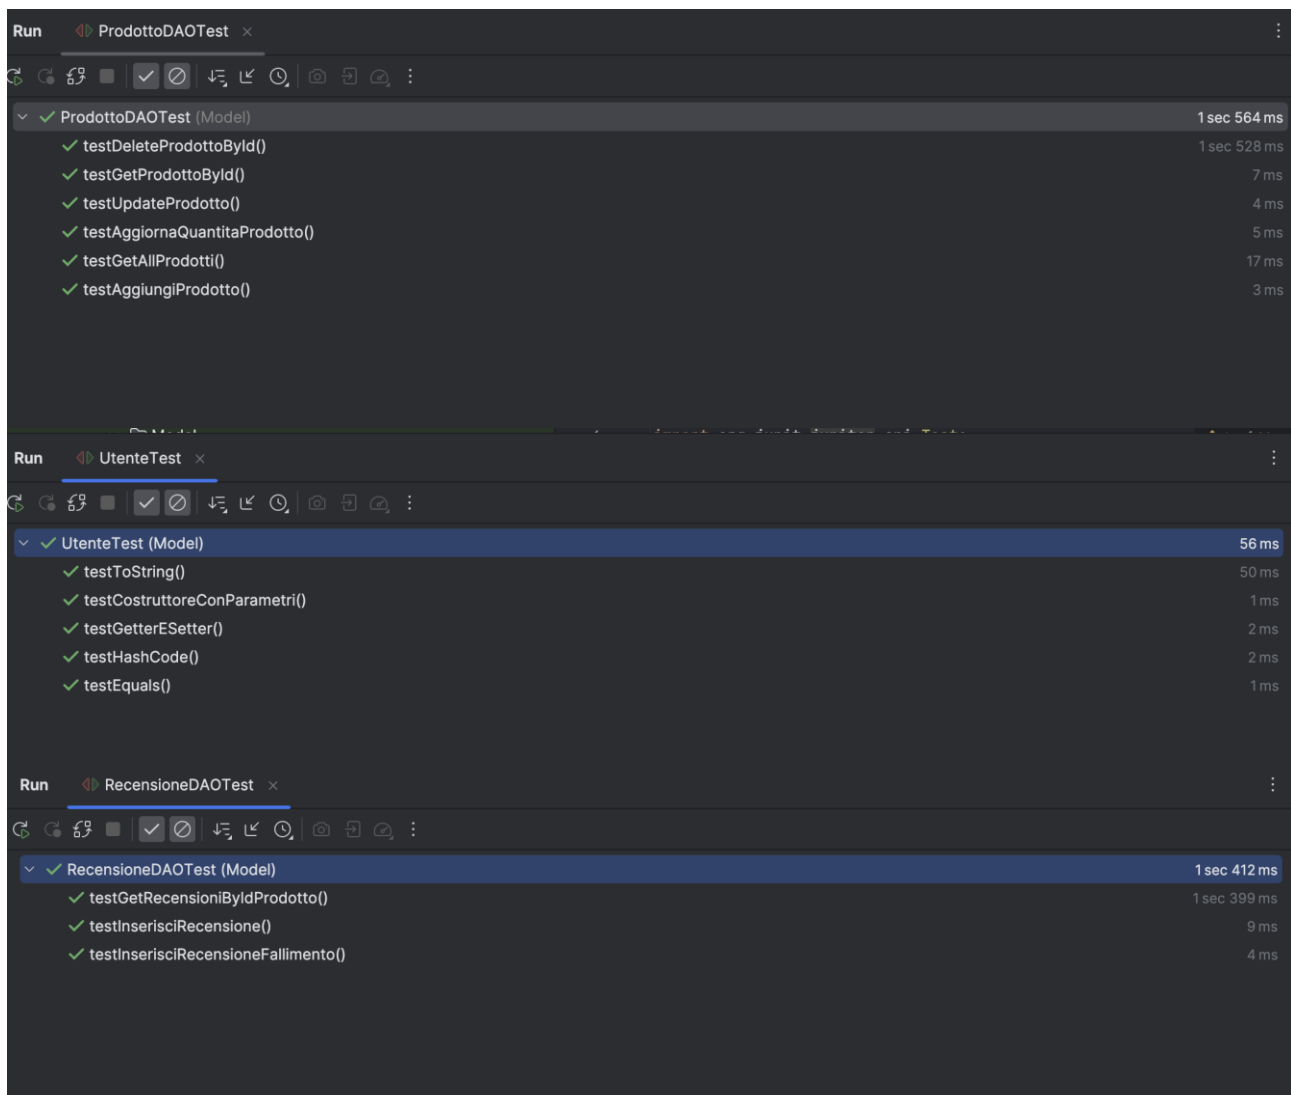 Run ProdottoDAOTest
ProdottoDAOTest (Model) 1 sec 564 ms
testDeleteProdottoById() 1 sec 528 ms
testGetProdottoById() 7 ms
testUpdateProdotto() 4 ms
testAggiornaQuantitaProdotto() 5 ms
testGetAllProdotti() 17 ms
testAggiungiProdotto() 3 ms
Run UtenteTest
UtenteTest (Model) 56 ms
testToString() 50 ms
testCostruttoreConParametri() 1 ms
testGetterESetter() 2 ms
testHashCode() 2 ms
testEquals() 1 ms
Run RecensioneDAOTest
RecensioneDAOTest (Model) 1 sec 412 ms
testGetRecensioniByIdProdotto() 1 sec 399 ms
testInserisciRecensione() 9 ms
testInserisciRecensioneFallimento() 4 ms